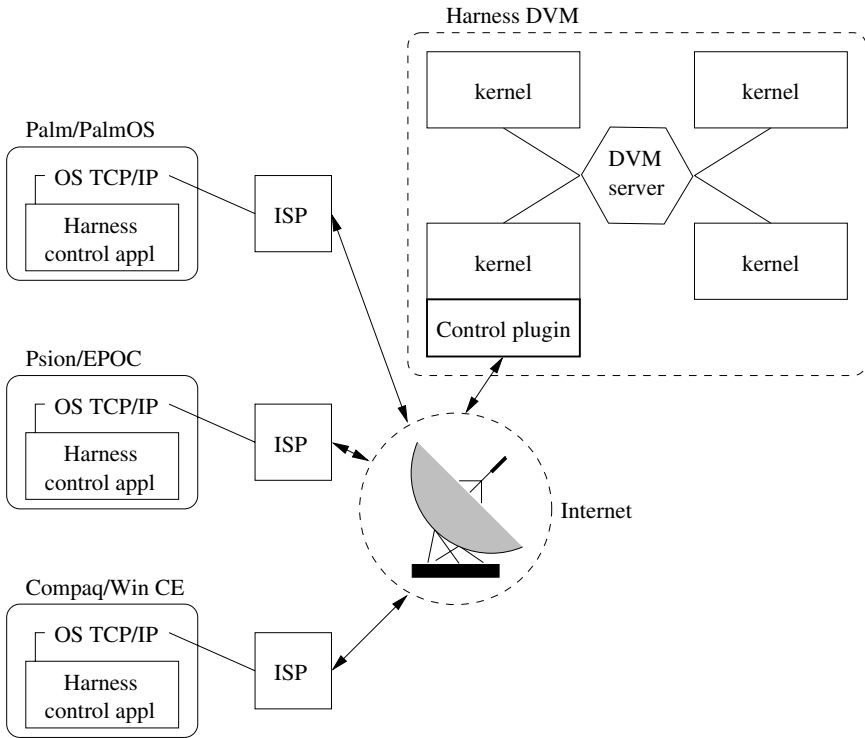 Harness DVM
kernel
kernel
DVM
server
kernel
kernel
Control plugin
Palm/PalmOS
OS TCP/IP
Harness
control appl
ISP
Psion/EPOC
OS TCP/IP
Harness
control appl
ISP
Internet
Compaq/Win CE
OS TCP/IP
Harness
control appl
ISP